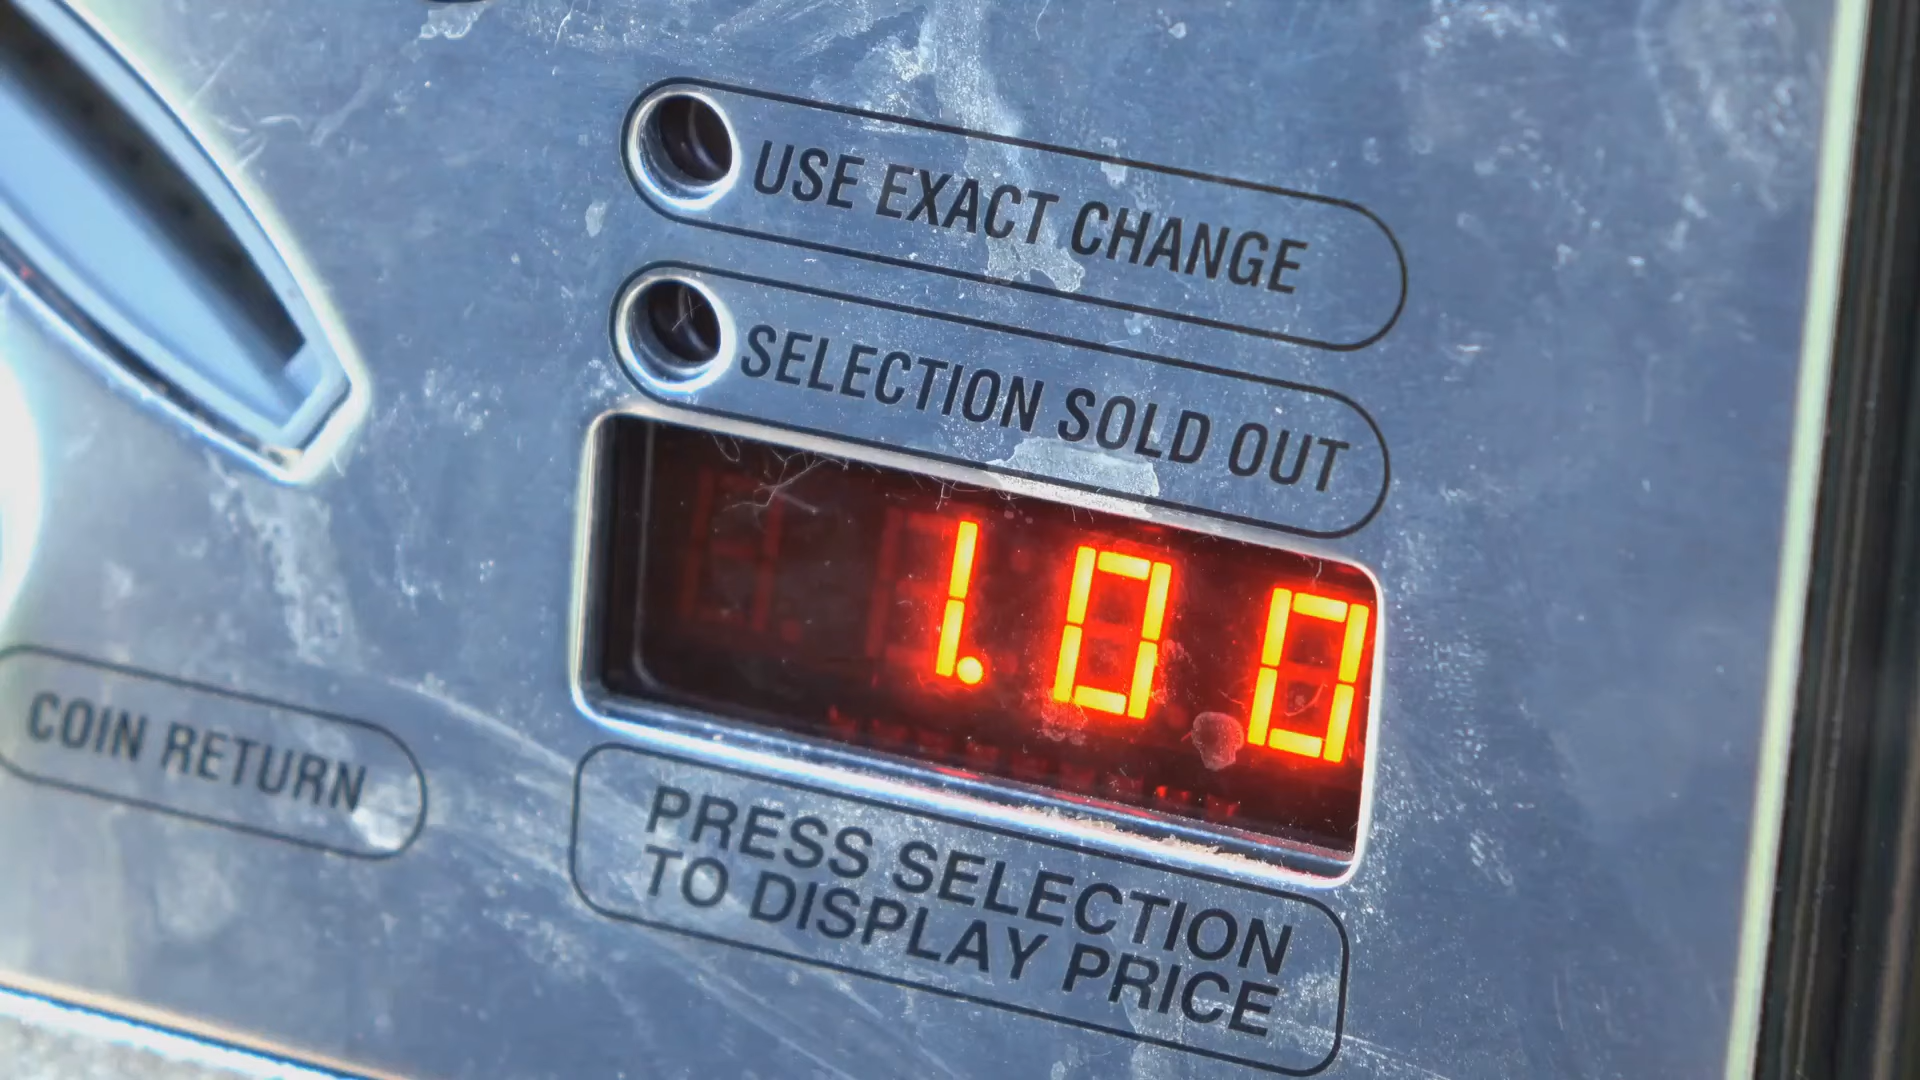 USE EXACT CHANGE
SELECTION SOLD OUT
1.00
COIN RETURN
PRESS SELECTION
TO DISPLAY PRICE